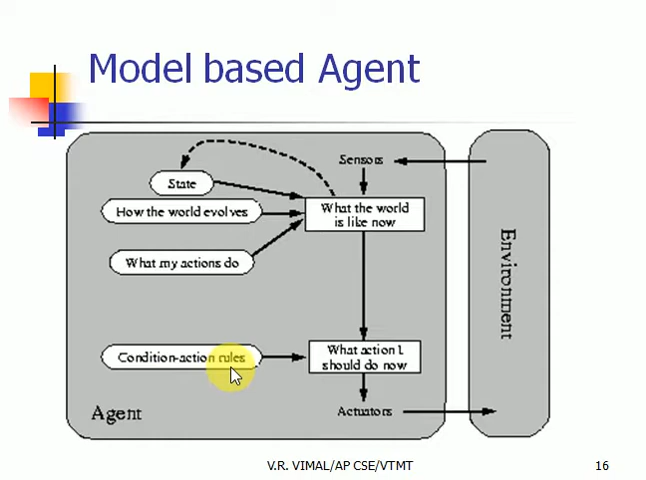 Model based Agent
Sensors
State
How the world evolves
What the world
is like now
What my actions do
Environment
Condition-action rules
What action I
should do now
Agent
Actuators
V.R. VIMAL/AP CSE/VTMT
16